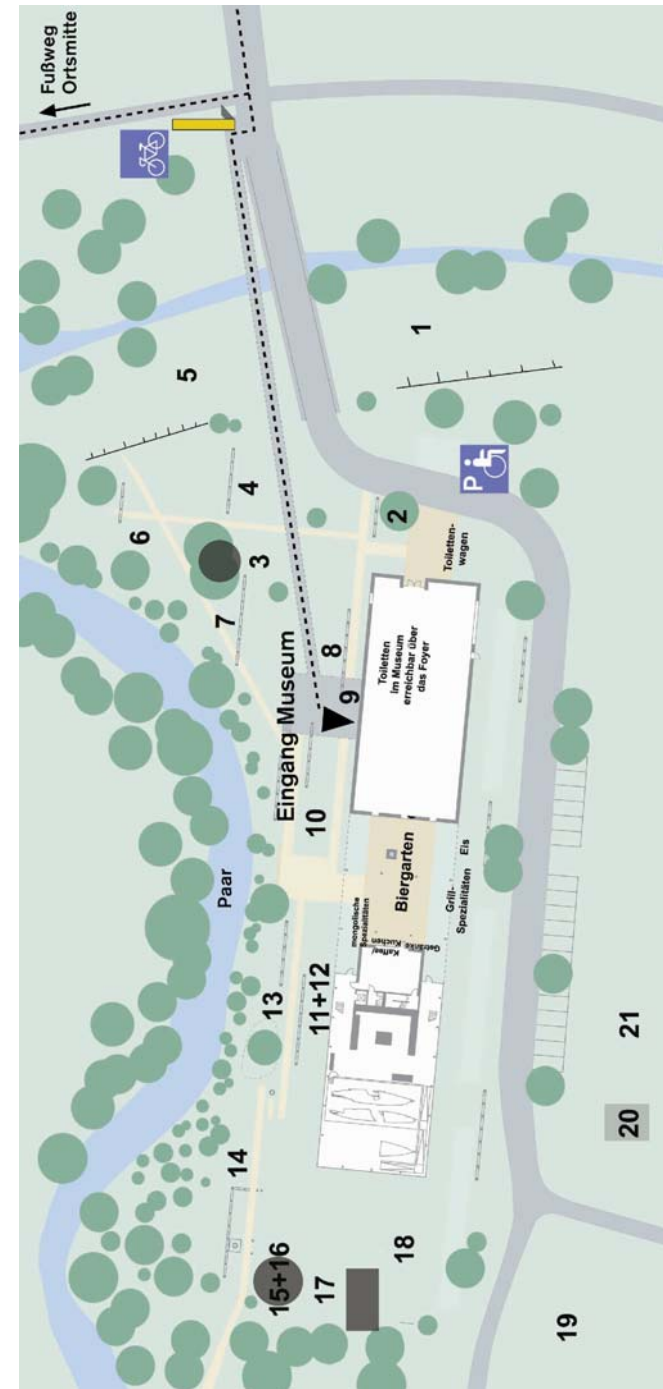 Fußweg
Ortsmitte
P
1
2
3
4
5
6
7
8
9
10
11+12
13
14
15+16
17
18
19
20
21
Eingang Museum
Paar
Toiletten
Im Museum
erreichbar über
das Foyer
Toiletten-
wagen
Biergarten
mongolische
Spezialitäten
Kaffee/
Kuchen
Getränke
Grill-
Spezialitäten
Eis